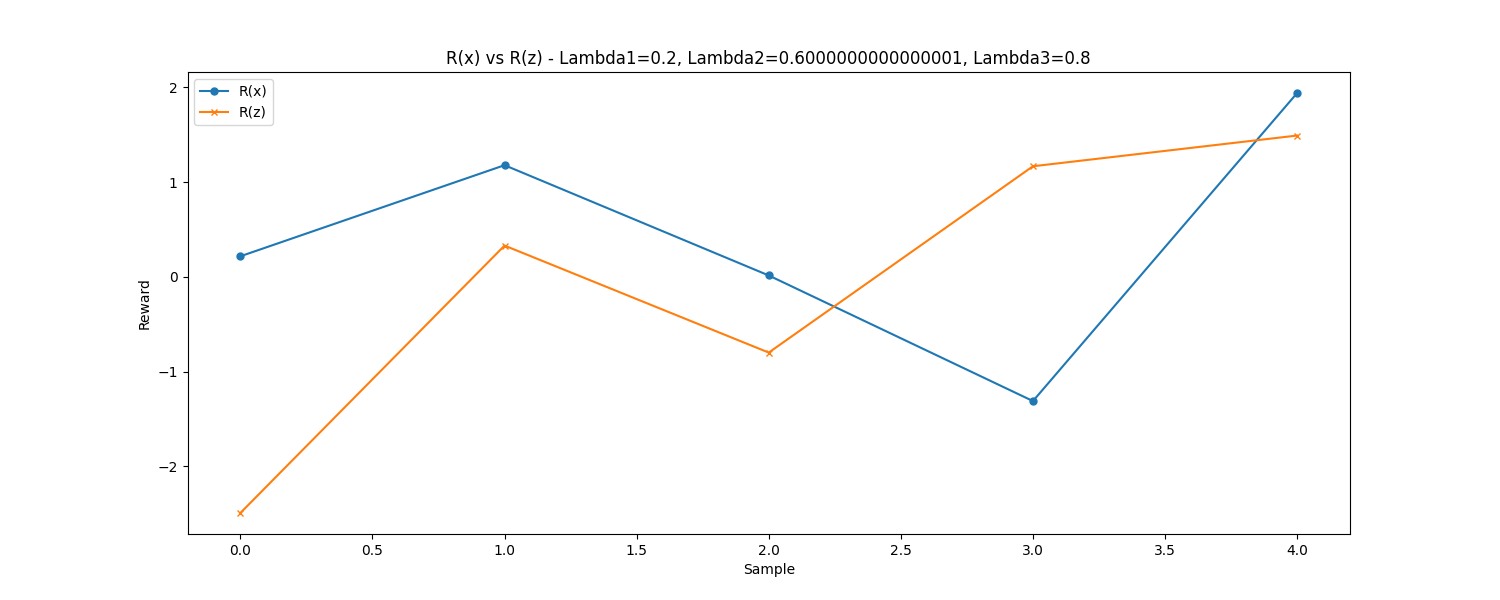 R(x) vs R(z) - Lambda1=0.2, Lambda2=0.6000000000000001, Lambda3=0.8
R(x)
R(z)
2
1
0
−1
−2
Reward
0.0 0.5 1.0 1.5 2.0 2.5 3.0 3.5 4.0
Sample